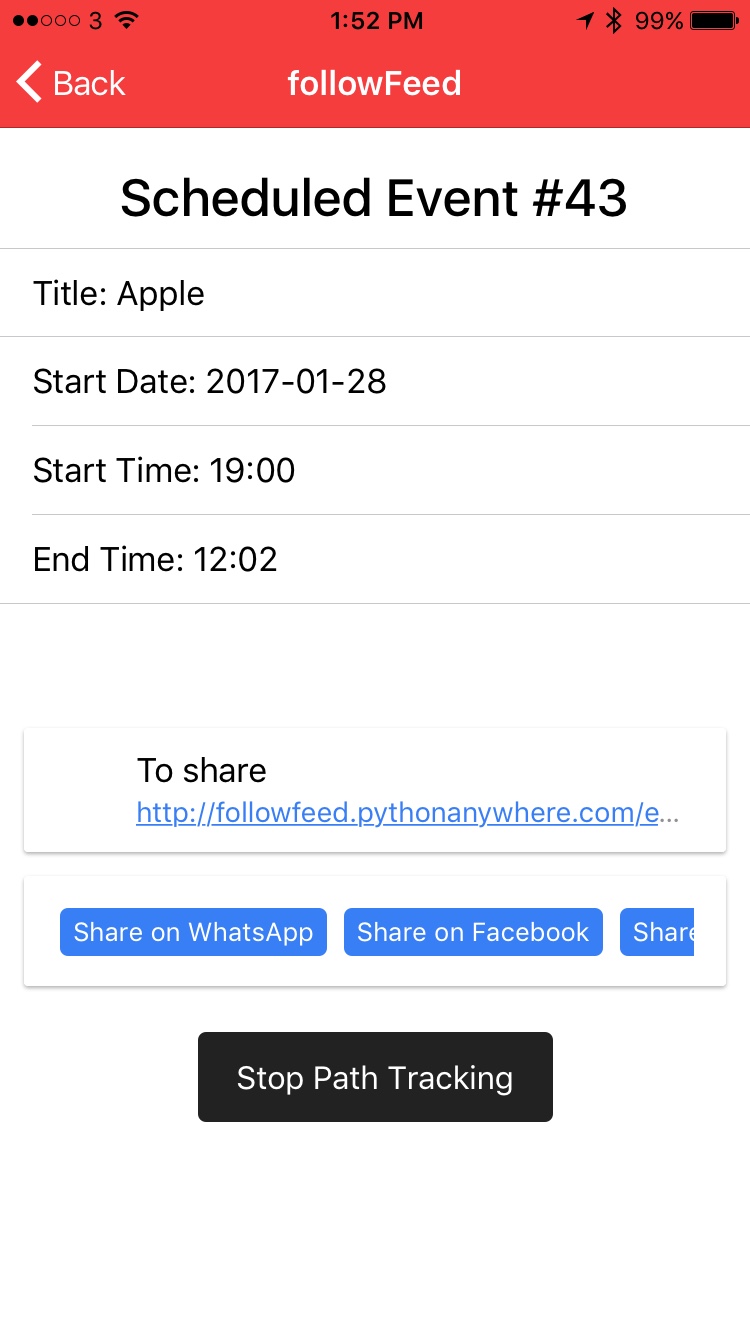 3 1:52 PM 99%
Back followFeed
Scheduled Event #43
Title: Apple
Start Date: 2017-01-28
Start Time: 19:00
End Time: 12:02
To share
http://followfeed.pythonanywhere.com/e...
Share on WhatsApp Share on Facebook Share
Stop Path Tracking